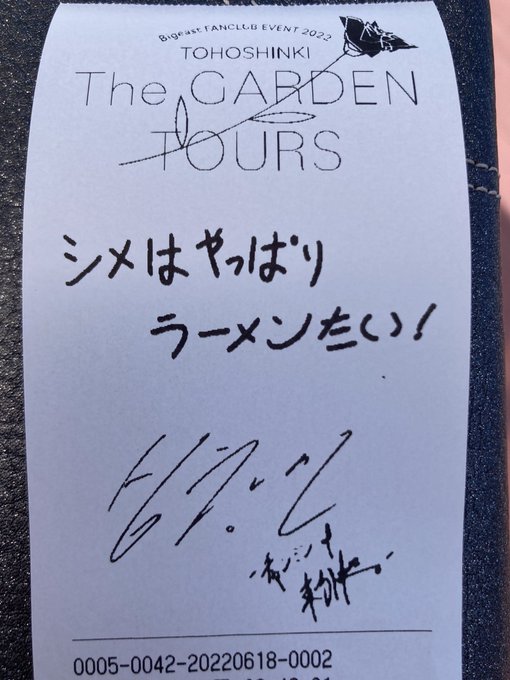 Bigeast FANCLUB EVENT 2022
TOHOSHINKI
The GARDEN
TOURS
シメはやっぱり
ラーメンたい!
0005-0042-20220618-0002